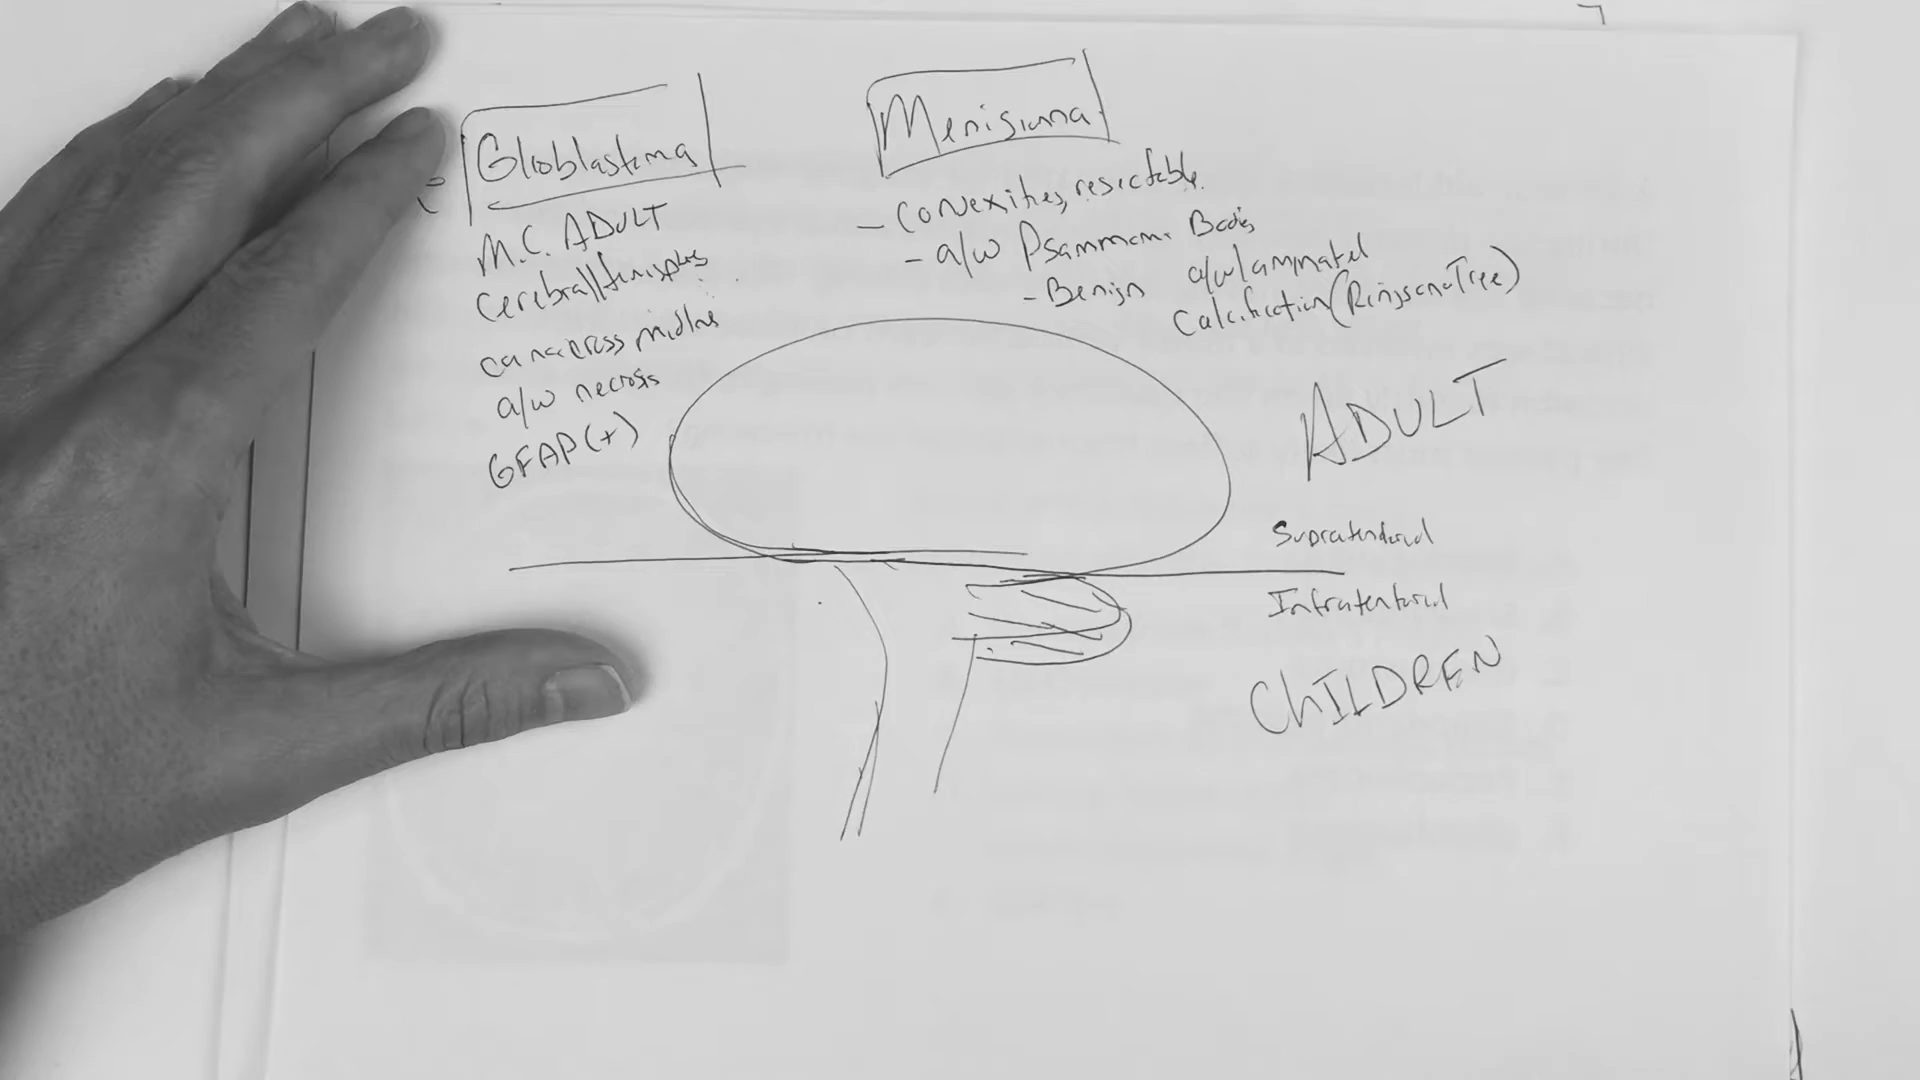 Glioblastoma
M.C. ADULT
Cerebral Hemispheres
can cross midline
a/w necrosis
GFAP(+)
Menigioma
- Convexities, resectable
- a/w Psammoma Bodies
- Benign a/w laminated
Calcification (Rings on a Tree)
ADULT
Supratentorial
Infratentorial
ChILDREN